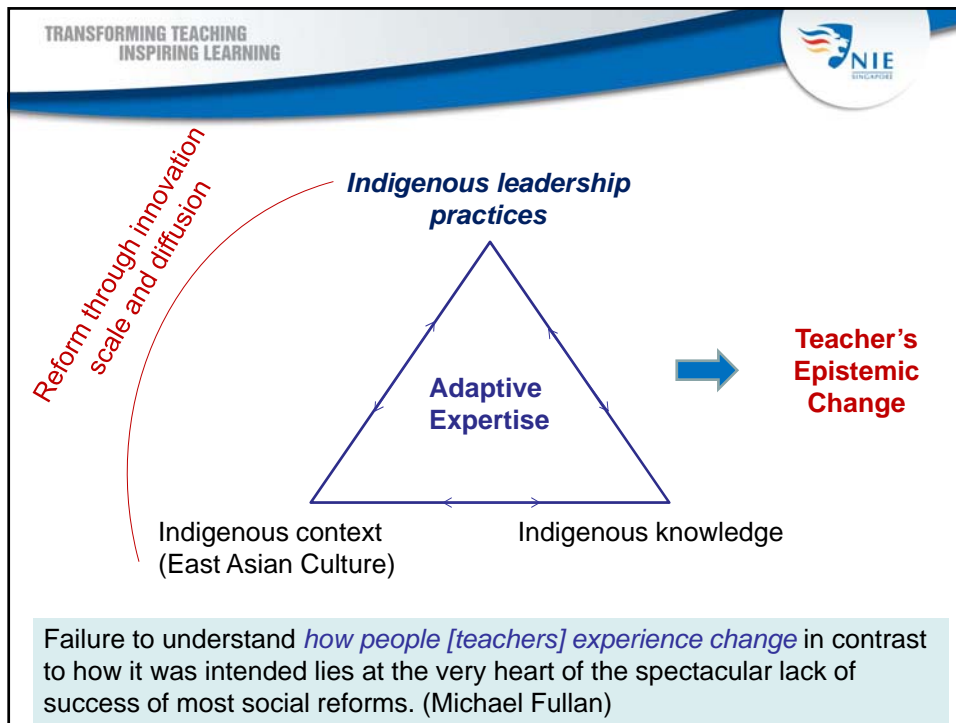 TRANSFORMING TEACHING
INSPIRING LEARNING
NIE
SINGAPORE
Reform through innovation
scale and diffusion
Indigenous leadership
practices
Adaptive
Expertise
Teacher’s
Epistemic
Change
Indigenous context
(East Asian Culture)
Indigenous knowledge
Failure to understand how people [teachers] experience change in contrast
to how it was intended lies at the very heart of the spectacular lack of
success of most social reforms. (Michael Fullan)